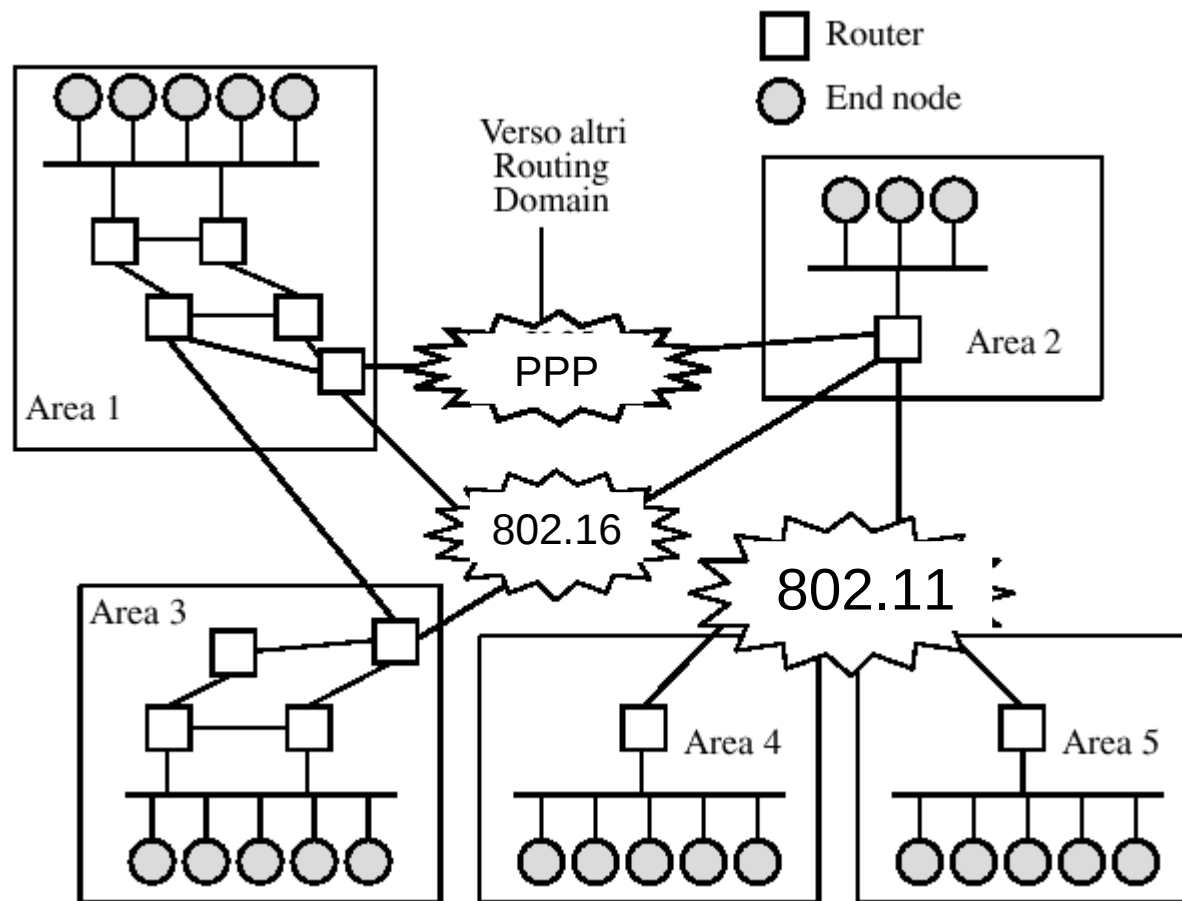 Router
End node
Verso altri
Routing
Domain
Area 1
PPP
Area 2
802.16
802.11
Area 3
Area 4
Area 5